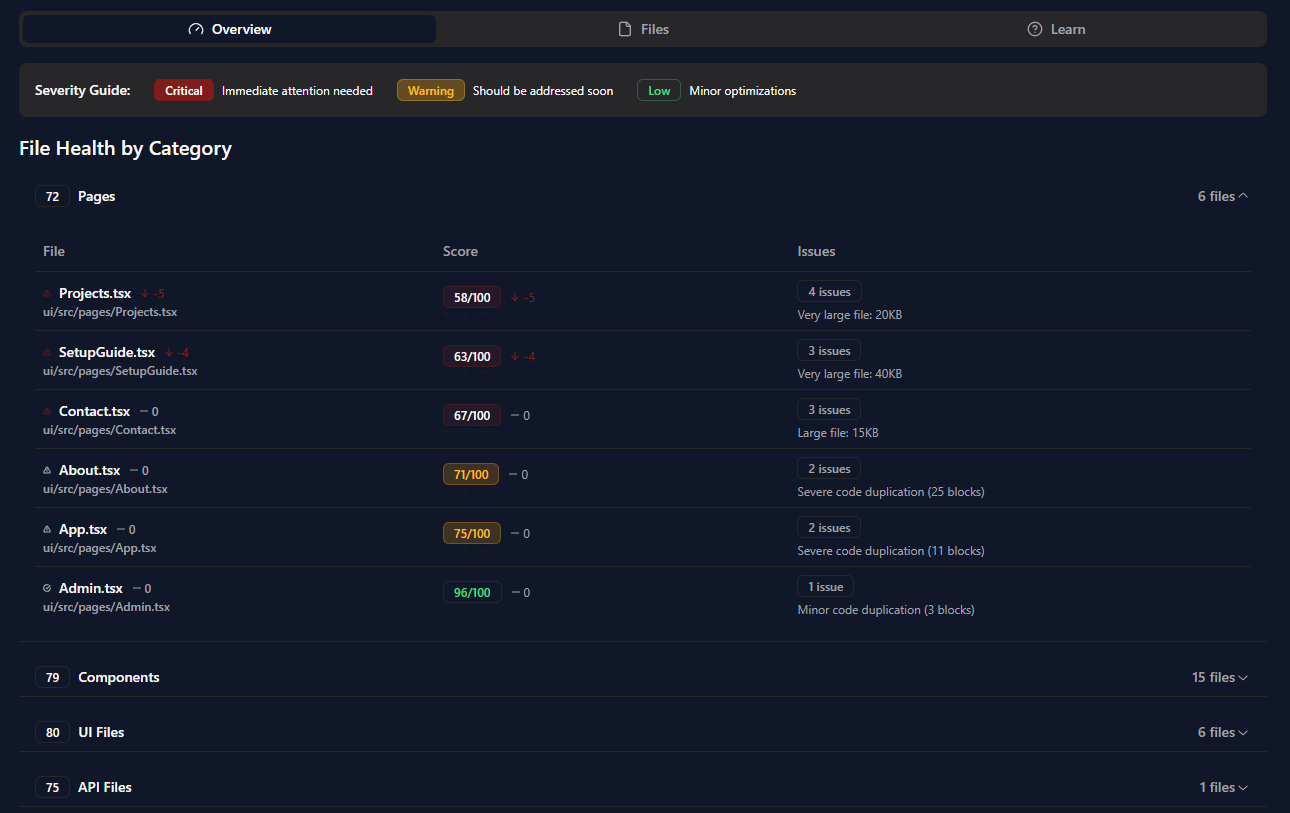 Overview Files Learn
Severity Guide: Critical Immediate attention needed Warning Should be addressed soon Low Minor optimizations
File Health by Category
72 Pages 6 files
File Score Issues
Projects.tsx ↓ -5 58/100 ↓ -5 4 issues
ui/src/pages/Projects.tsx Very large file: 20KB
SetupGuide.tsx ↓ -4 63/100 ↓ -4 3 issues
ui/src/pages/SetupGuide.tsx Very large file: 40KB
Contact.tsx — 0 67/100 — 0 3 issues
ui/src/pages/Contact.tsx Large file: 15KB
About.tsx — 0 71/100 — 0 2 issues
ui/src/pages/About.tsx Severe code duplication (25 blocks)
App.tsx — 0 75/100 — 0 2 issues
ui/src/pages/App.tsx Severe code duplication (11 blocks)
Admin.tsx — 0 96/100 — 0 1 issue
ui/src/pages/Admin.tsx Minor code duplication (3 blocks)
79 Components 15 files
80 UI Files 6 files
75 API Files 1 files